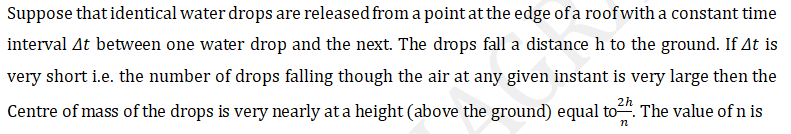 Suppose that identical water drops are released from a point at the edge of a roof with a constant time
interval Δt between one water drop and the next. The drops fall a distance h to the ground. If Δt is
very short i.e. the number of drops falling though the air at any given instant is very large then the
Centre of mass of the drops is very nearly at a height (above the ground) equal to 2h/n. The value of n is